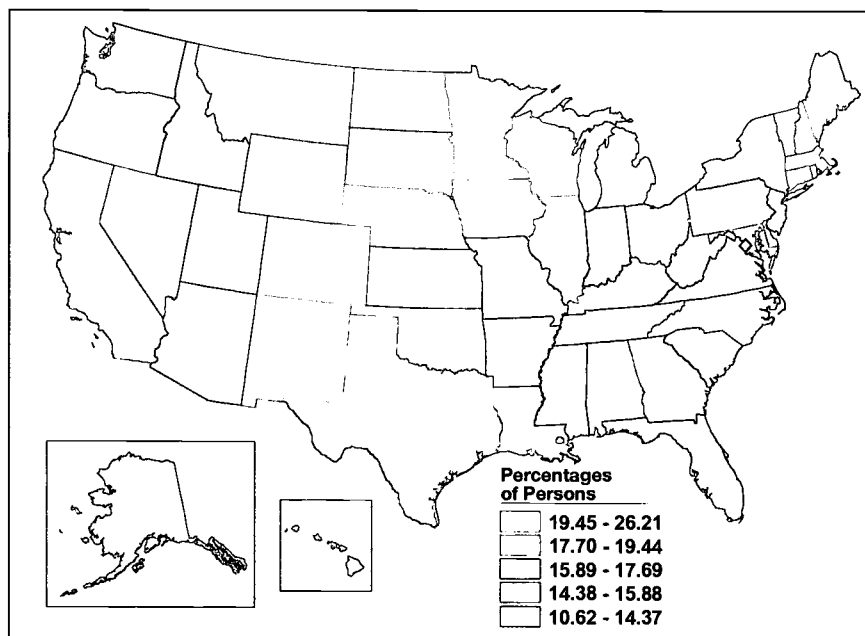 Percentages
of Persons
19.45 - 26.21
17.70 - 19.44
15.89 - 17.69
14.38 - 15.88
10.62 - 14.37